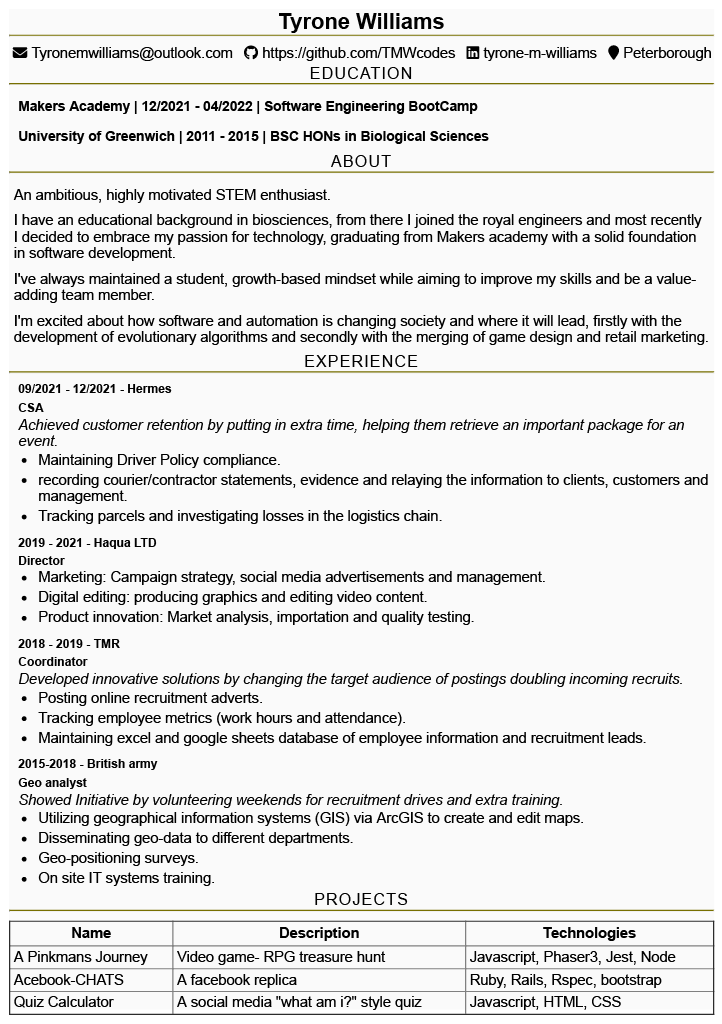 Tyrone Williams
Tyronemwilliams@outlook.com https://github.com/TMWcodes tyrone-m-williams Peterborough
EDUCATION
Makers Academy | 12/2021 - 04/2022 | Software Engineering BootCamp
University of Greenwich | 2011 - 2015 | BSC HONs in Biological Sciences
ABOUT
An ambitious, highly motivated STEM enthusiast.
I have an educational background in biosciences, from there I joined the royal engineers and most recently
I decided to embrace my passion for technology, graduating from Makers academy with a solid foundation
in software development.
I've always maintained a student, growth-based mindset while aiming to improve my skills and be a value-
adding team member.
I'm excited about how software and automation is changing society and where it will lead, firstly with the
development of evolutionary algorithms and secondly with the merging of game design and retail marketing.
EXPERIENCE
09/2021 - 12/2021 - Hermes
CSA
Achieved customer retention by putting in extra time, helping them retrieve an important package for an
event.
• Maintaining Driver Policy compliance.
• recording courier/contractor statements, evidence and relaying the information to clients, customers and
management.
• Tracking parcels and investigating losses in the logistics chain.
2019 - 2021 - Haqua LTD
Director
• Marketing: Campaign strategy, social media advertisements and management.
• Digital editing: producing graphics and editing video content.
• Product innovation: Market analysis, importation and quality testing.
2018 - 2019 - TMR
Coordinator
Developed innovative solutions by changing the target audience of postings doubling incoming recruits.
• Posting online recruitment adverts.
• Tracking employee metrics (work hours and attendance).
• Maintaining excel and google sheets database of employee information and recruitment leads.
2015-2018 - British army
Geo analyst
Showed Initiative by volunteering weekends for recruitment drives and extra training.
• Utilizing geographical information systems (GIS) via ArcGIS to create and edit maps.
• Disseminating geo-data to different departments.
• Geo-positioning surveys.
• On site IT systems training.
PROJECTS
Name Description Technologies
A Pinkmans Journey Video game- RPG treasure hunt Javascript, Phaser3, Jest, Node
Acebook-CHATS A facebook replica Ruby, Rails, Rspec, bootstrap
Quiz Calculator A social media "what am i?" style quiz Javascript, HTML, CSS